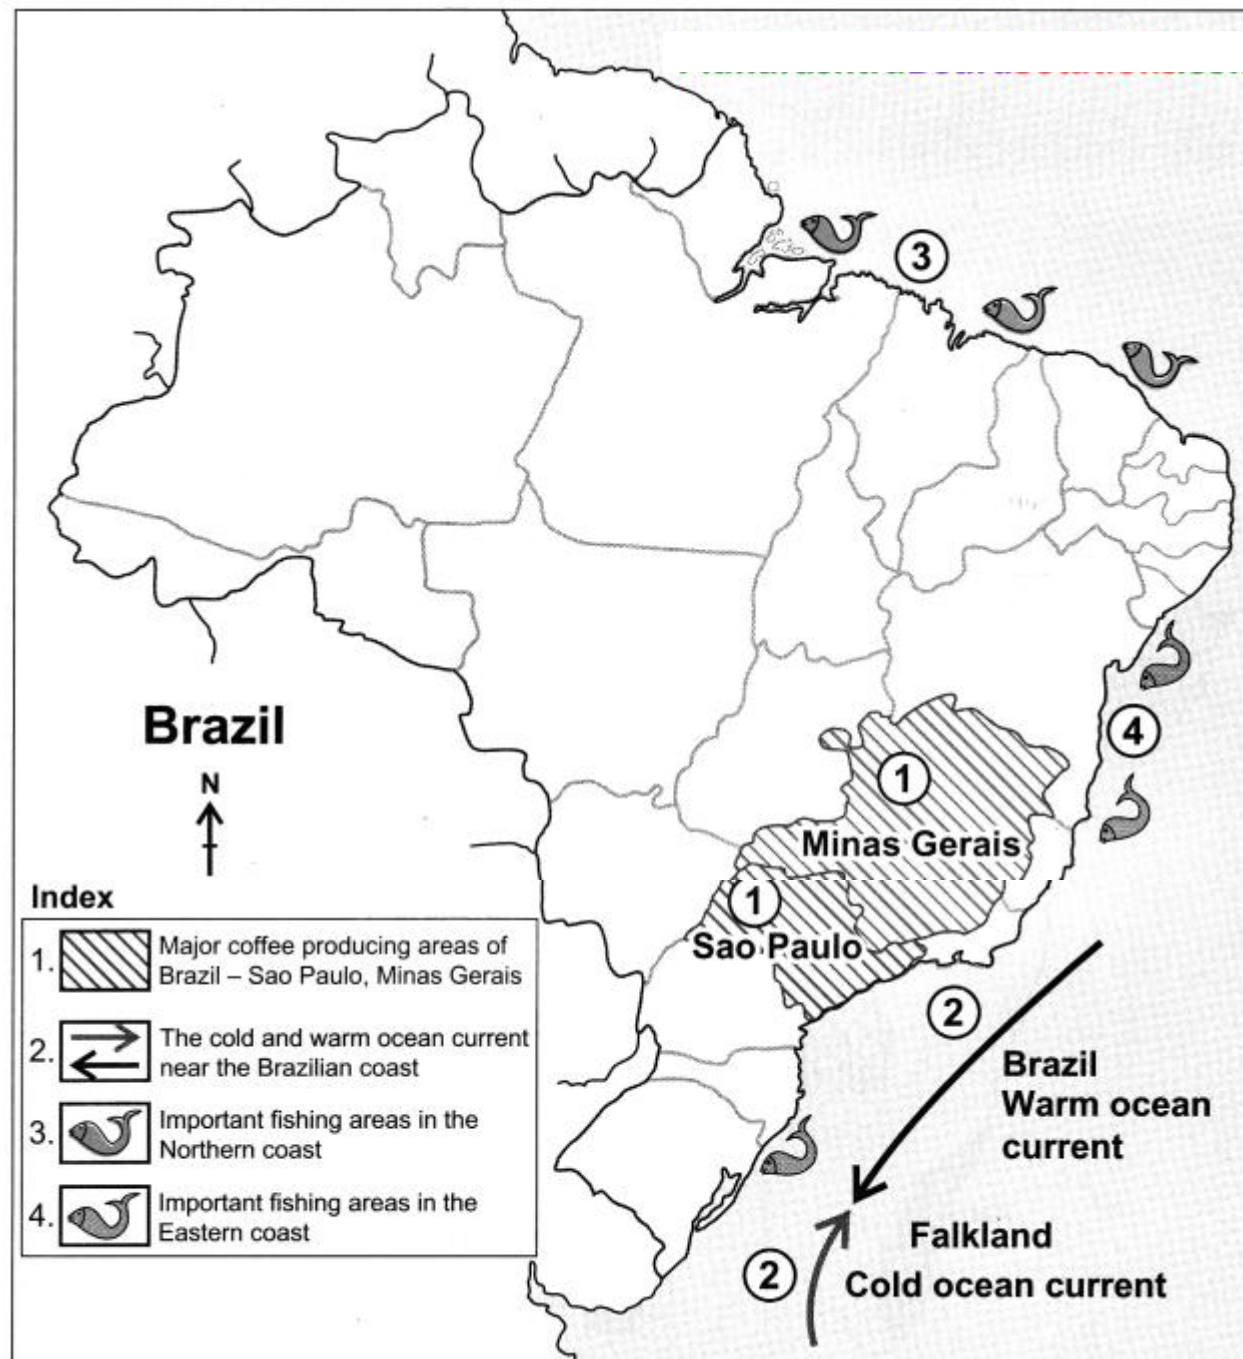 3
4
Brazil
N
1
Minas Gerais
1
Sao Paulo
2
Brazil
Warm ocean
current
Falkland
2
Cold ocean current
Index
1.
Major coffee producing areas of
Brazil – Sao Paulo, Minas Gerais
2.
The cold and warm ocean current
near the Brazilian coast
3.
Important fishing areas in the
Northern coast
4.
Important fishing areas in the
Eastern coast